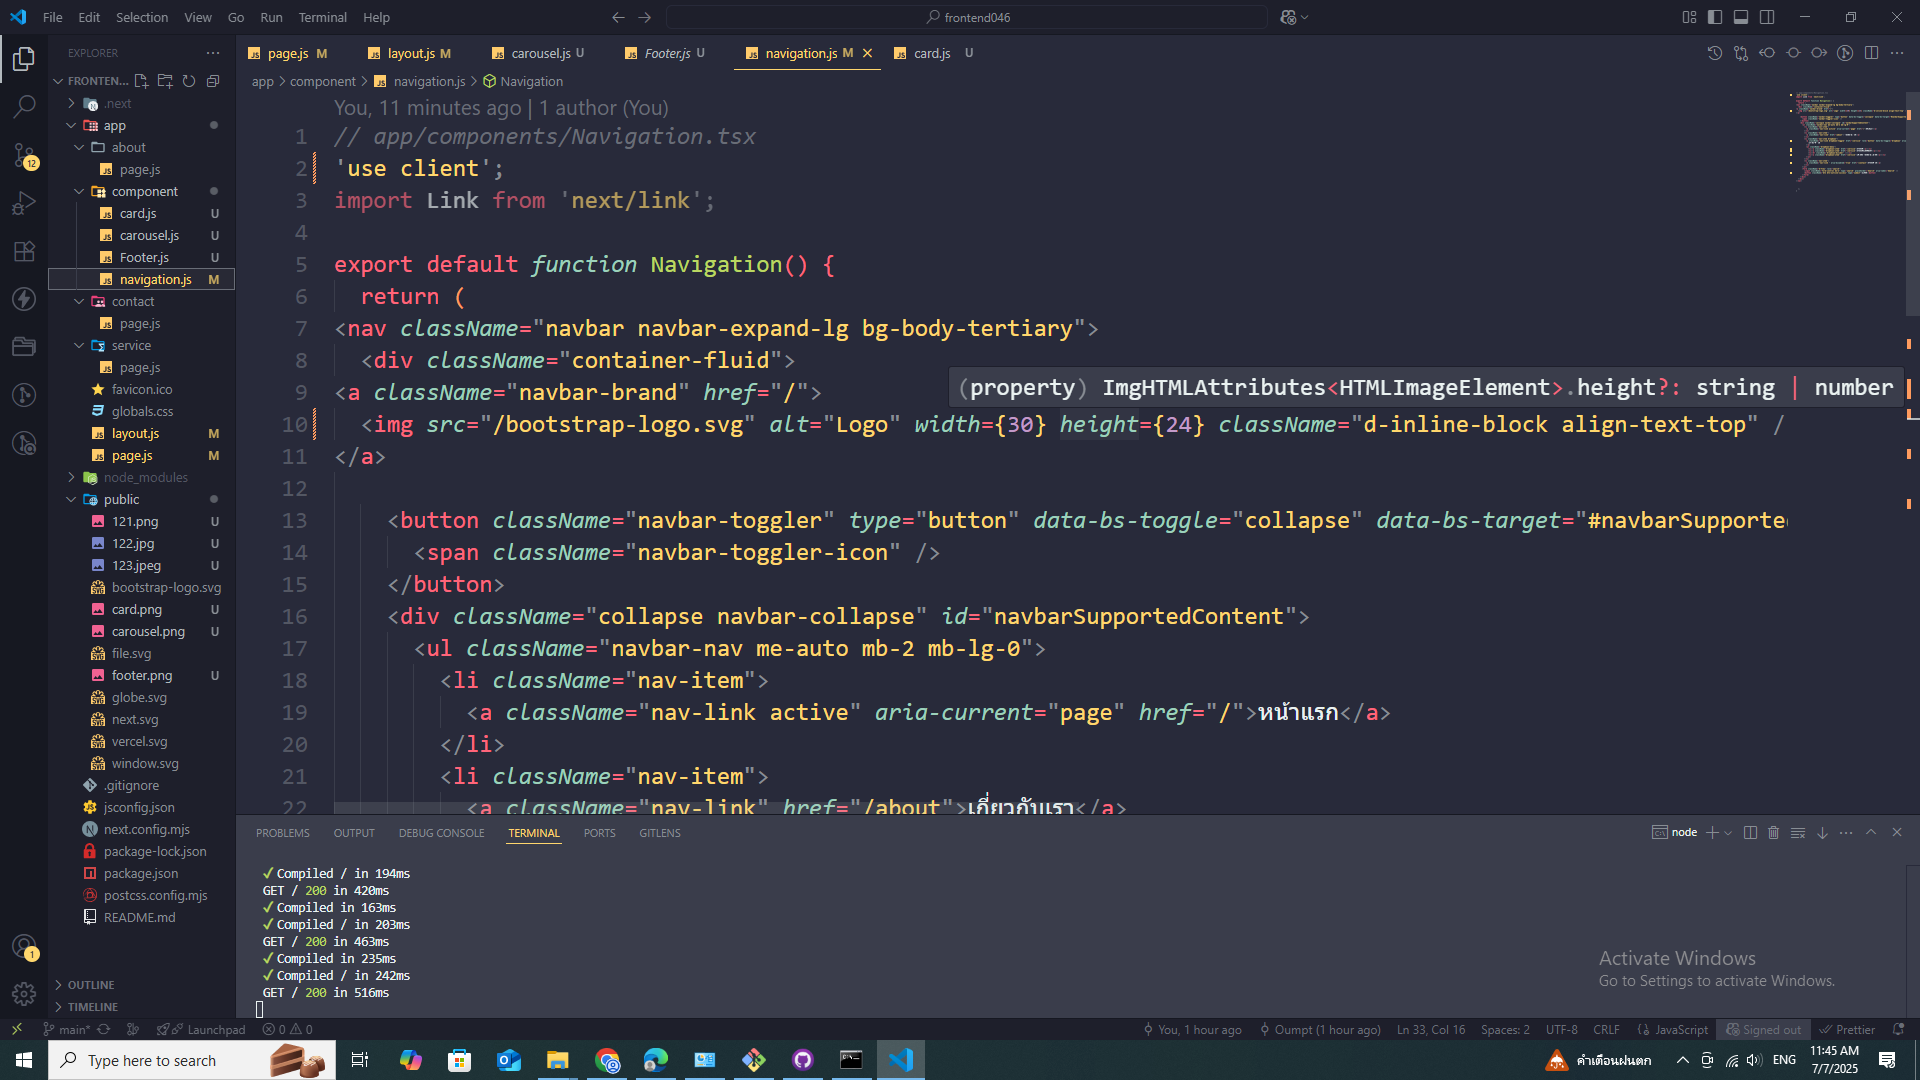 File Edit Selection View Go Run Terminal Help
frontend046
EXPLORER
FRONTEN...
.next
app
about
page.js
component
card.js U
carousel.js U
Footer.js U
navigation.js M
contact
page.js
service
page.js
favicon.ico
globals.css
layout.js M
page.js M
node_modules
public
121.png U
122.jpg U
123.jpeg U
bootstrap-logo.svg
card.png U
carousel.png U
file.svg
footer.png U
globe.svg
next.svg
vercel.svg
window.svg
.gitignore
jsconfig.json
next.config.mjs
package-lock.json
package.json
postcss.config.mjs
README.md
OUTLINE
TIMELINE
12
1
page.js M layout.js M carousel.js U Footer.js U navigation.js M card.js U
app > component > navigation.js > Navigation
You, 11 minutes ago | 1 author (You)
1 // app/components/Navigation.tsx
2 'use client';
3 import Link from 'next/link';
4
5 export default function Navigation() {
6 return (
7 <nav className="navbar navbar-expand-lg bg-body-tertiary">
8 <div className="container-fluid">
9 <a className="navbar-brand" href="/">
(property) ImgHTMLAttributes<HTMLImageElement>.height?: string | number
10 <img src="/bootstrap-logo.svg" alt="Logo" width={30} height={24} className="d-inline-block align-text-top" /
11 </a>
12
13 <button className="navbar-toggler" type="button" data-bs-toggle="collapse" data-bs-target="#navbarSupporte
14 <span className="navbar-toggler-icon" />
15 </button>
16 <div className="collapse navbar-collapse" id="navbarSupportedContent">
17 <ul className="navbar-nav me-auto mb-2 mb-lg-0">
18 <li className="nav-item">
19 <a className="nav-link active" aria-current="page" href="/">หน้าแรก</a>
20 </li>
21 <li className="nav-item">
22 <a className="nav-link" href="/about">เกี่ยวกับเรา</a>
PROBLEMS OUTPUT DEBUG CONSOLE TERMINAL PORTS GITLENS
node
✓ Compiled / in 194ms
GET / 200 in 420ms
✓ Compiled in 163ms
✓ Compiled / in 203ms
GET / 200 in 463ms
✓ Compiled in 235ms
✓ Compiled / in 242ms
GET / 200 in 516ms
Activate Windows
Go to Settings to activate Windows.
main* Launchpad 0 0 You, 1 hour ago Oumpt (1 hour ago) Ln 33, Col 16 Spaces: 2 UTF-8 CRLF JavaScript Signed out Prettier
Type here to search
คำเตือนฝนตก ENG
11:45 AM
7/7/2025